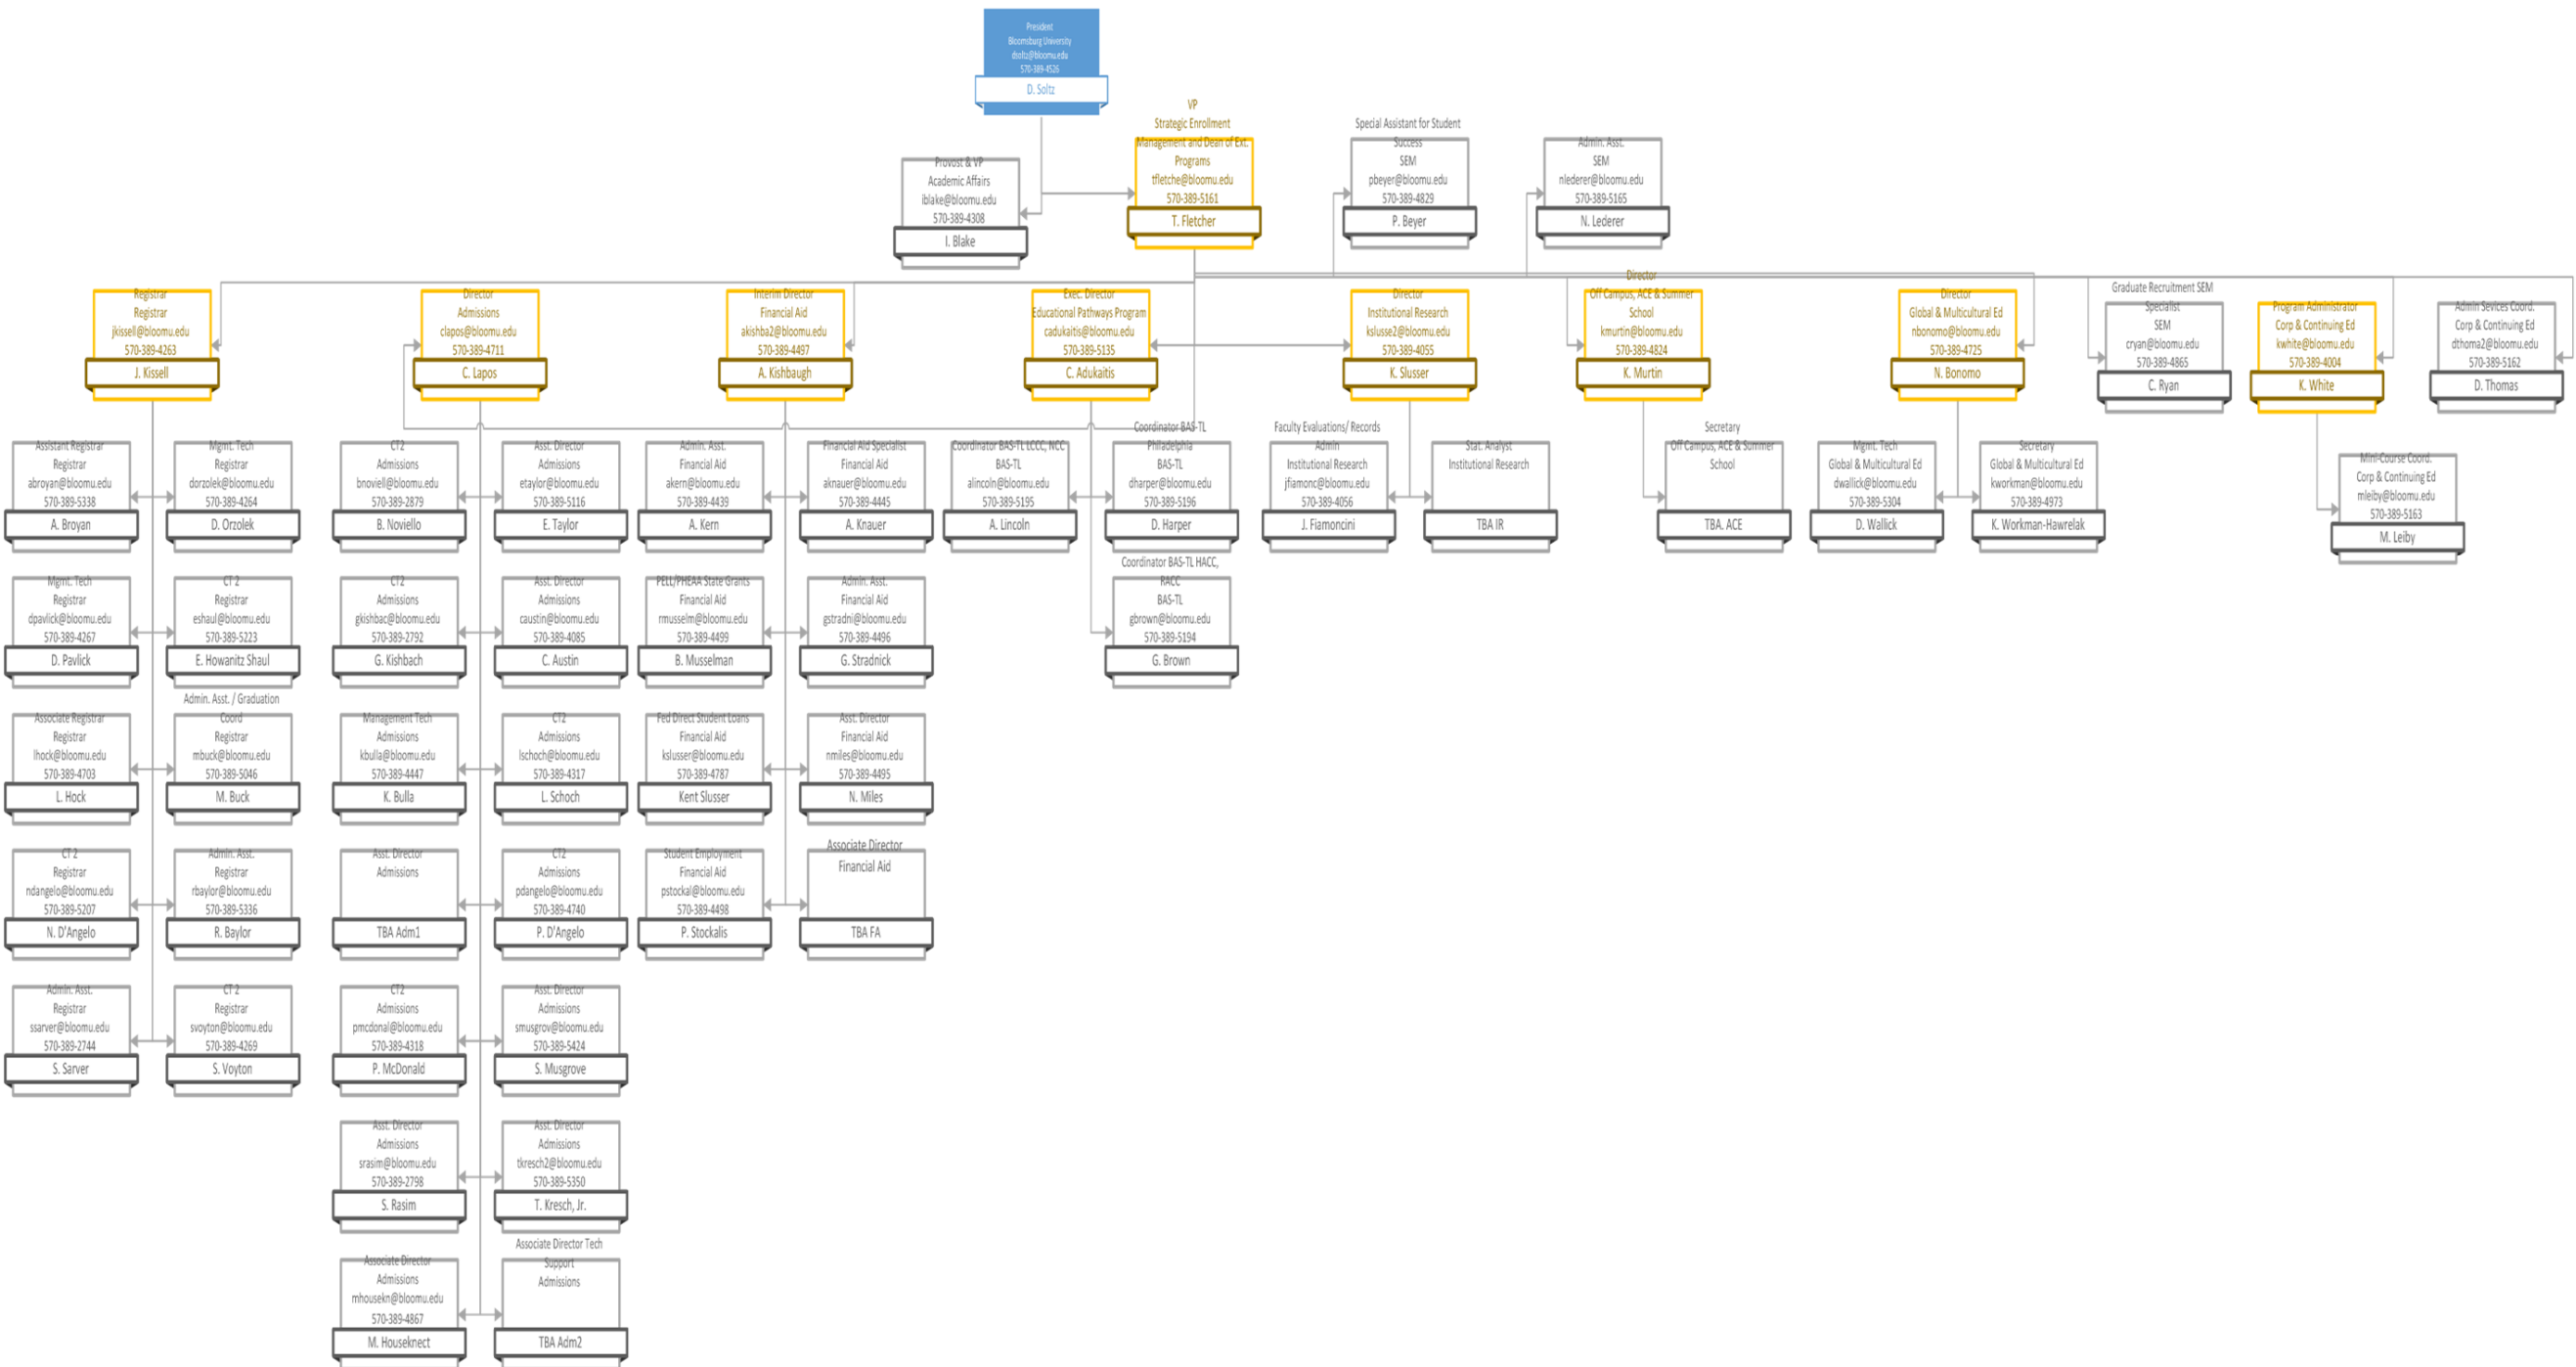 President
Bloomsburg University
dsoltz@bloomu.edu
570-389-4526
D. Soltz
Provost & VP
Academic Affairs
iblake@bloomu.edu
570-389-4308
I. Blake
VP
Strategic Enrollment
Management and Dean of Ext.
Programs
tfletche@bloomu.edu
570-389-5161
T. Fletcher
Special Assistant for Student
Success
SEM
pbeyer@bloomu.edu
570-389-4829
P. Beyer
Admin. Asst.
SEM
nlederer@bloomu.edu
570-389-5165
N. Lederer
Registrar
Registrar
jkissell@bloomu.edu
570-389-4263
J. Kissell
Director
Admissions
clapos@bloomu.edu
570-389-4711
C. Lapos
Interim Director
Financial Aid
akishba2@bloomu.edu
570-389-4497
A. Kishbaugh
Exec. Director
Educational Pathways Program
cadukaitis@bloomu.edu
570-389-5135
C. Adukaitis
Director
Institutional Research
kslusse2@bloomu.edu
570-389-4055
K. Slusser
Director
Off Campus, ACE & Summer
School
kmurtin@bloomu.edu
570-389-4824
K. Murtin
Director
Global & Multicultural Ed
nbonomo@bloomu.edu
570-389-4725
N. Bonomo
Graduate Recruitment SEM
Specialist
SEM
cryan@bloomu.edu
570-389-4865
C. Ryan
Program Administrator
Corp & Continuing Ed
kwhite@bloomu.edu
570-389-4004
K. White
Admin Sevices Coord.
Corp & Continuing Ed
dthoma2@bloomu.edu
570-389-5162
D. Thomas
Assistant Registrar
Registrar
abroyan@bloomu.edu
570-389-5338
A. Broyan
Mgmt. Tech
Registrar
dorzolek@bloomu.edu
570-389-4264
D. Orzolek
CT2
Admissions
bnoviell@bloomu.edu
570-389-2879
B. Noviello
Asst. Director
Admissions
etaylor@bloomu.edu
570-389-5116
E. Taylor
Admin. Asst.
Financial Aid
akern@bloomu.edu
570-389-4439
A. Kern
Financial Aid Specialist
Financial Aid
aknauer@bloomu.edu
570-389-4445
A. Knauer
Coordinator BAS-TL LCCC, NCC
BAS-TL
alincoln@bloomu.edu
570-389-5195
A. Lincoln
Coordinator BAS-TL
Philadelphia
BAS-TL
dharper@bloomu.edu
570-389-5196
D. Harper
Faculty Evaluations/ Records
Admin
Institutional Research
jfiamonc@bloomu.edu
570-389-4056
J. Fiamoncini
Stat. Analyst
Institutional Research
TBA IR
Secretary
Off Campus, ACE & Summer
School
TBA. ACE
Mgmt. Tech
Global & Multicultural Ed
dwallick@bloomu.edu
570-389-5304
D. Wallick
Secretary
Global & Multicultural Ed
kworkman@bloomu.edu
570-389-4973
K. Workman-Hawrelak
Mini-Course Coord.
Corp & Continuing Ed
mleiby@bloomu.edu
570-389-5163
M. Leiby
Mgmt. Tech
Registrar
dpavlick@bloomu.edu
570-389-4267
D. Pavlick
CT 2
Registrar
eshaul@bloomu.edu
570-389-5223
E. Howanitz Shaul
CT2
Admissions
gkishbac@bloomu.edu
570-389-2792
G. Kishbach
Asst. Director
Admissions
caustin@bloomu.edu
570-389-4085
C. Austin
PELL/PHEAA State Grants
Financial Aid
rmusselm@bloomu.edu
570-389-4499
B. Musselman
Admin. Asst.
Financial Aid
gstradni@bloomu.edu
570-389-4496
G. Stradnick
Coordinator BAS-TL HACC,
RACC
BAS-TL
gbrown@bloomu.edu
570-389-5194
G. Brown
Associate Registrar
Registrar
lhock@bloomu.edu
570-389-4703
L. Hock
Admin. Asst. / Graduation
Coord
Registrar
mbuck@bloomu.edu
570-389-5046
M. Buck
Management Tech
Admissions
kbulla@bloomu.edu
570-389-4447
K. Bulla
CT2
Admissions
lschoch@bloomu.edu
570-389-4317
L. Schoch
Fed Direct Student Loans
Financial Aid
kslusser@bloomu.edu
570-389-4787
Kent Slusser
Asst. Director
Financial Aid
nmiles@bloomu.edu
570-389-4495
N. Miles
CT 2
Registrar
ndangelo@bloomu.edu
570-389-5207
N. D'Angelo
Admin. Asst.
Registrar
rbaylor@bloomu.edu
570-389-5336
R. Baylor
Asst. Director
Admissions
TBA Adm1
CT2
Admissions
pdangelo@bloomu.edu
570-389-4740
P. D'Angelo
Student Employment
Financial Aid
pstockal@bloomu.edu
570-389-4498
P. Stockalis
Associate Director
Financial Aid
TBA FA
Admin. Asst.
Registrar
ssarver@bloomu.edu
570-389-2744
S. Sarver
CT 2
Registrar
svoyton@bloomu.edu
570-389-4269
S. Voyton
CT2
Admissions
pmcdonal@bloomu.edu
570-389-4318
P. McDonald
Asst. Director
Admissions
smusgrov@bloomu.edu
570-389-5424
S. Musgrove
Asst. Director
Admissions
srasim@bloomu.edu
570-389-2798
S. Rasim
Asst. Director
Admissions
tkresch2@bloomu.edu
570-389-5350
T. Kresch, Jr.
Associate Director
Admissions
mhousekn@bloomu.edu
570-389-4867
M. Houseknect
Associate Director Tech
Support
Admissions
TBA Adm2